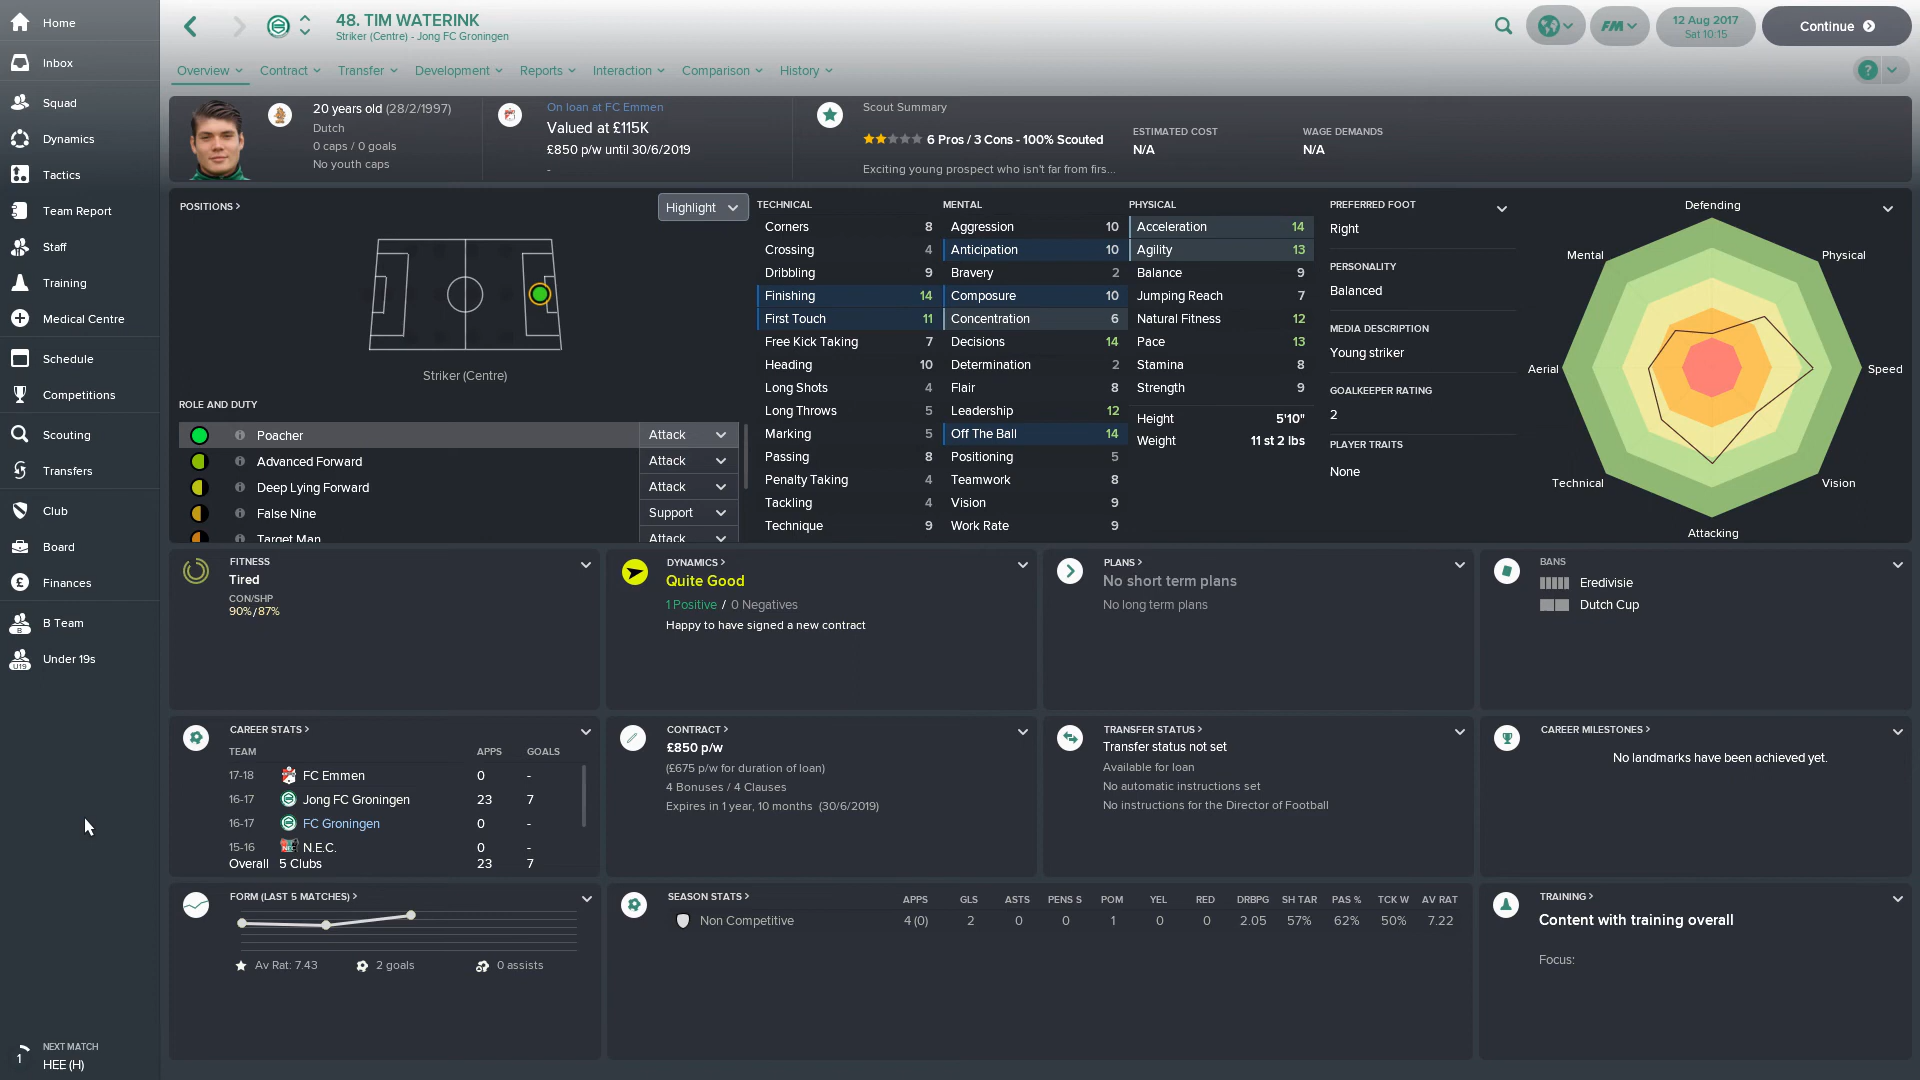 Home
Inbox
Squad
Dynamics
Tactics
Team Report
Staff
Training
Medical Centre
Schedule
Competitions
Scouting
Transfers
Club
Board
Finances
B Team
Under 19s
NEXT MATCH
1 HEE (H)
48. TIM WATERINK
Striker (Centre) - Jong FC Groningen
FM
12 Aug 2017
Sat 10:15
Continue
Overview Contract Transfer Development Reports Interaction Comparison History
?
20 years old (28/2/1997)
Dutch
0 caps / 0 goals
No youth caps
On loan at FC Emmen
Valued at £115K
£850 p/w until 30/6/2019
-
Scout Summary
6 Pros / 3 Cons - 100% Scouted
Exciting young prospect who isn't far from firs...
ESTIMATED COST
N/A
WAGE DEMANDS
N/A
POSITIONS >
Highlight
Striker (Centre)
ROLE AND DUTY
Poacher Attack
Advanced Forward Attack
Deep Lying Forward Attack
False Nine Support
Target Man Attack
TECHNICAL
Corners 8
Crossing 4
Dribbling 9
Finishing 14
First Touch 11
Free Kick Taking 7
Heading 10
Long Shots 4
Long Throws 5
Marking 5
Passing 8
Penalty Taking 4
Tackling 4
Technique 9
MENTAL
Aggression 10
Anticipation 10
Bravery 2
Composure 10
Concentration 6
Decisions 14
Determination 2
Flair 8
Leadership 12
Off The Ball 14
Positioning 5
Teamwork 8
Vision 9
Work Rate 9
PHYSICAL
Acceleration 14
Agility 13
Balance 9
Jumping Reach 7
Natural Fitness 12
Pace 13
Stamina 8
Strength 9
Height 5'10"
Weight 11 st 2 lbs
PREFERRED FOOT
Right
PERSONALITY
Balanced
MEDIA DESCRIPTION
Young striker
GOALKEEPER RATING
2
PLAYER TRAITS
None
Defending
Mental Physical
Aerial Speed
Technical Vision
Attacking
FITNESS
Tired
CON/SHP
90%/87%
DYNAMICS >
Quite Good
1 Positive / 0 Negatives
Happy to have signed a new contract
PLANS >
No short term plans
No long term plans
BANS
Eredivisie
Dutch Cup
CAREER STATS >
TEAM APPS GOALS
17-18 FC Emmen 0 -
16-17 Jong FC Groningen 23 7
16-17 FC Groningen 0 -
15-16 N.E.C. 0 -
Overall 5 Clubs 23 7
CONTRACT >
£850 p/w
(£675 p/w for duration of loan)
4 Bonuses / 4 Clauses
Expires in 1 year, 10 months (30/6/2019)
TRANSFER STATUS >
Transfer status not set
Available for loan
No automatic instructions set
No instructions for the Director of Football
CAREER MILESTONES >
No landmarks have been achieved yet.
FORM (LAST 5 MATCHES) >
Av Rat: 7.43 2 goals 0 assists
SEASON STATS > APPS GLS ASTS PENS S POM YEL RED DRBPG SH TAR PAS % TCK W AV RAT
Non Competitive 4 (0) 2 0 0 1 0 0 2.05 57% 62% 50% 7.22
TRAINING >
Content with training overall
Focus: